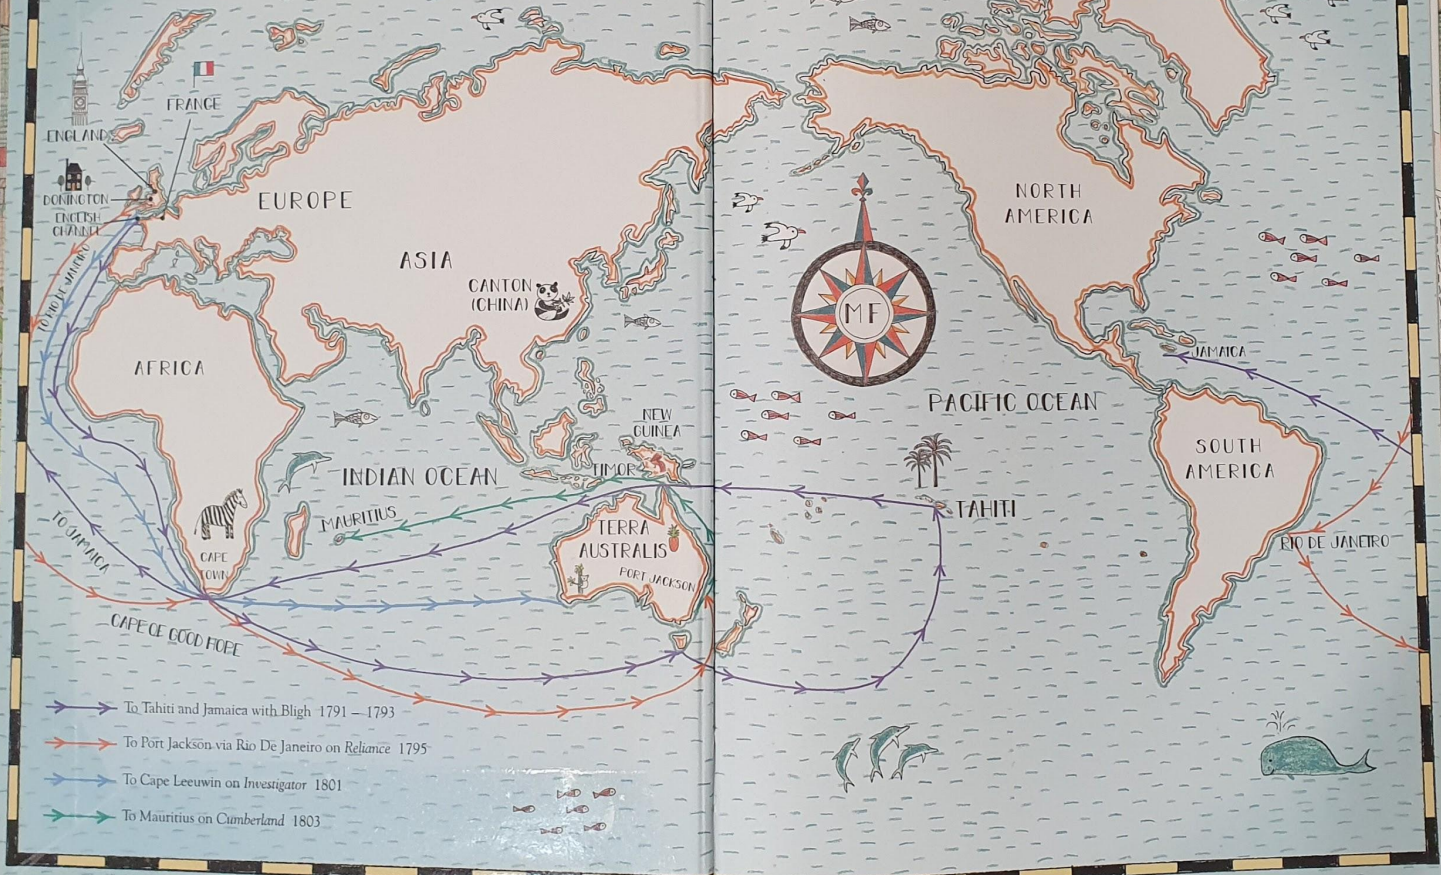 FRANCE
ENGLAND
DONINGTON
ENGLISH
CHANNEL
TO RIO DE JANEIRO
EUROPE
ASIA
CANTON
(CHINA)
AFRICA
NORTH
AMERICA
MF
JAMAICA
PACIFIC OCEAN
NEW
GUINEA
TIMOR
INDIAN OCEAN
MAURITIUS
TAHITI
SOUTH
AMERICA
RIO DE JANEIRO
TERRA
AUSTRALIS
PORT JACKSON
CAPE
TOWN
TO JAMAICA
CAPE OF GOOD HOPE
To Tahiti and Jamaica with Bligh 1791 – 1793
To Port Jackson via Rio De Janeiro on Reliance 1795
To Cape Leeuwin on Investigator 1801
To Mauritius on Cumberland 1803